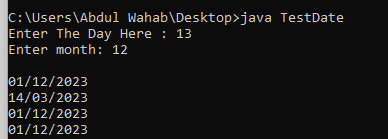 C:\Users\Abdul Wahab\Desktop>java TestDate
Enter The Day Here : 13
Enter month: 12
01/12/2023
14/03/2023
01/12/2023
01/12/2023